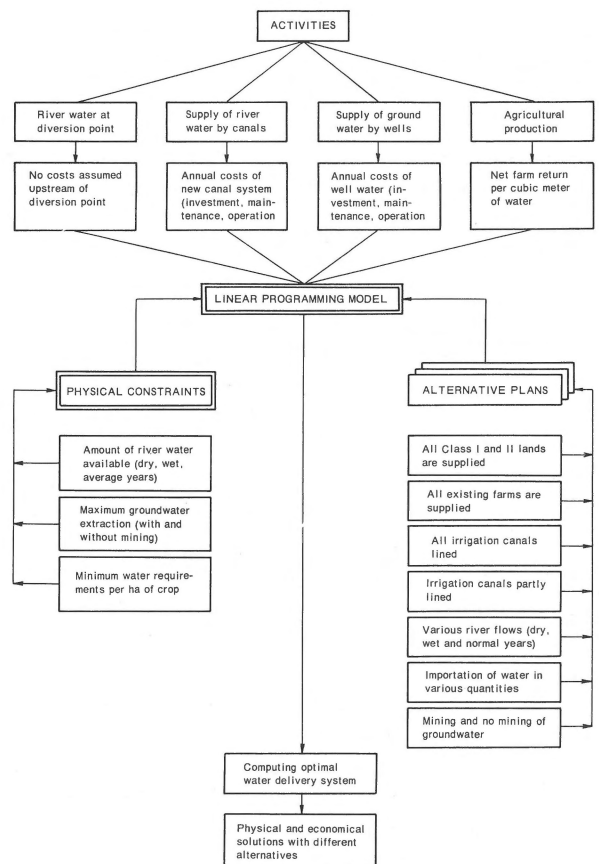 ACTIVITIES
River water at
diversion point
Supply of river
water by canals
Supply of ground
water by wells
Agricultural
production
No costs assumed
upstream of
diversion point
Annual costs of
new canal system
(investment, main-
tenance, operation
Annual costs of
well water (in-
vestment, main-
tenance, operation
Net farm return
per cubic meter
of water
LINEAR PROGRAMMING MODEL
PHYSICAL CONSTRAINTS
Amount of river water
available (dry, wet,
average years)
Maximum groundwater
extraction (with and
without mining)
Minimum water require-
ments per ha of crop
ALTERNATIVE PLANS
All Class I and II lands
are supplied
All existing farms are
supplied
All irrigation canals
lined
Irrigation canals partly
lined
Various river flows (dry,
wet and normal years)
Importation of water in
various quantities
Mining and no mining of
groundwater
Computing optimal
water delivery system
Physical and economical
solutions with different
alternatives